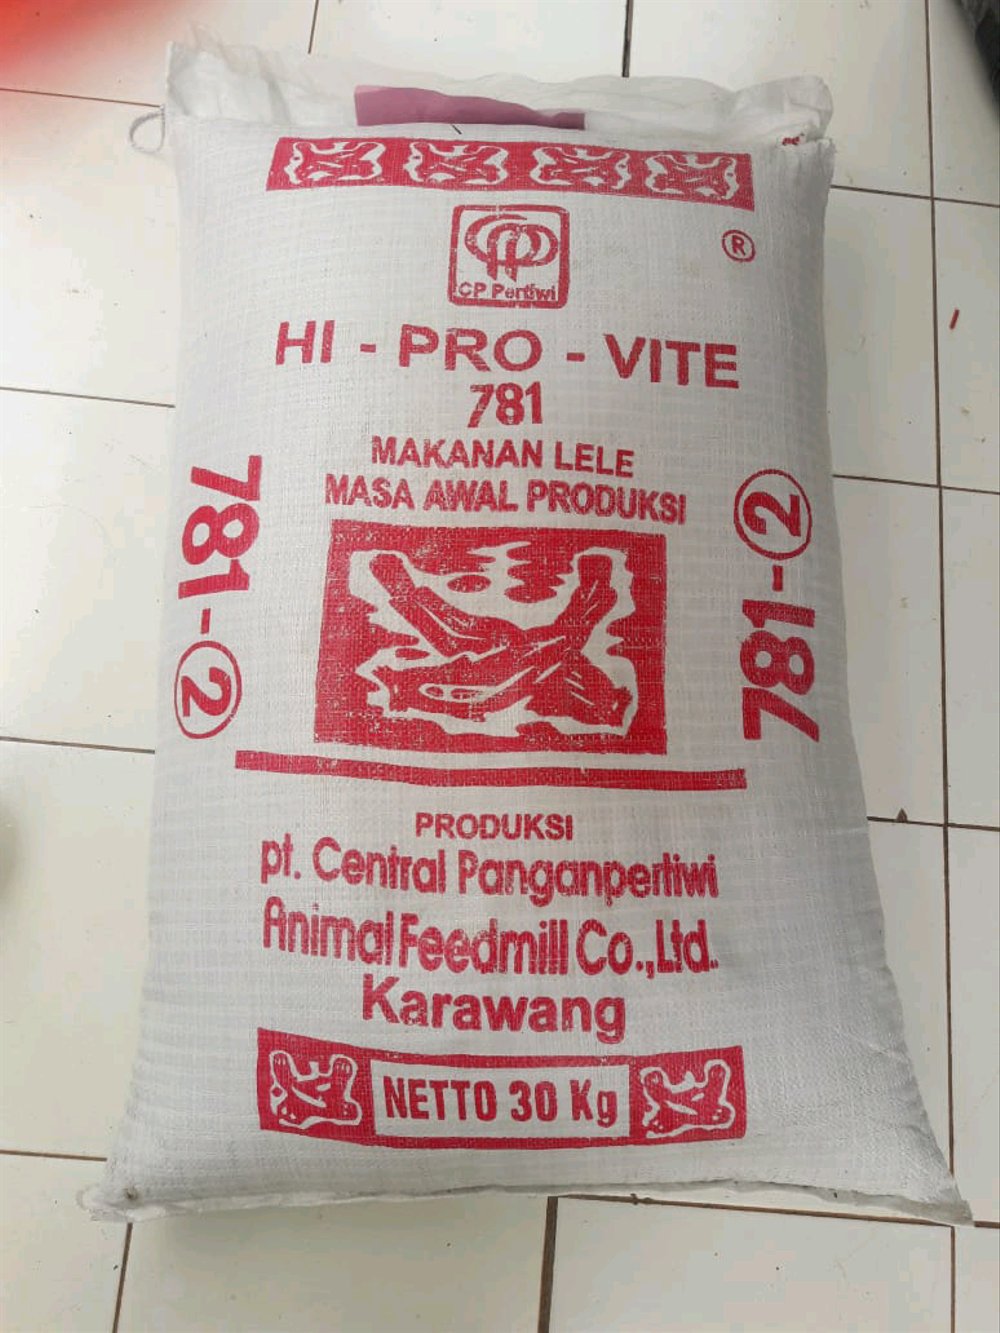 CP Pertiwi
®
HI - PRO - VITE
781
MAKANAN LELE
MASA AWAL PRODUKSI
781-②
781-②
PRODUKSI
pt. Central Panganpertiwi
Animal Feedmill Co.,Ltd.
Karawang
NETTO 30 Kg